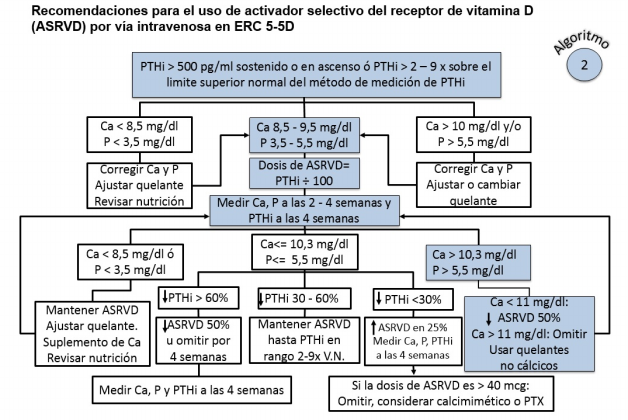 Recomendaciones para el uso de activador selectivo del receptor de vitamina D
(ASRVD) por vía intravenosa en ERC 5-5D
Algoritmo
2
PTHi > 500 pg/ml sostenido o en ascenso ó PTHi > 2 – 9 x sobre el
limite superior normal del método de medición de PTHi
Ca < 8,5 mg/dl
P < 3,5 mg/dl
Ca 8,5 - 9,5 mg/dl
P 3,5 - 5,5 mg/dl
Ca > 10 mg/dl y/o
P > 5,5 mg/dl
Corregir Ca y P
Ajustar quelante
Revisar nutrición
Dosis de ASRVD=
PTHi ÷ 100
Corregir Ca y P
Ajustar o cambiar
quelante
Medir Ca, P a las 2 - 4 semanas y
PTHi a las 4 semanas
Ca < 8,5 mg/dl ó
P < 3,5 mg/dl
Ca<= 10,3 mg/dl
P<= 5,5 mg/dl
Ca > 10,3 mg/dl
P > 5,5 mg/dl
↓PTHi > 60%
↓PTHi 30 - 60%
↓PTHi <30%
Mantener ASRVD
Ajustar quelante.
Suplemento de Ca
Revisar nutrición
↓ASRVD 50%
u omitir por
4 semanas
Mantener ASRVD
hasta PTHi en
rango 2-9x V.N.
↑ASRVD en 25%
Medir Ca, P, PTHi
a las 4 semanas
Ca < 11 mg/dl:
↓ ASRVD 50%
Ca > 11 mg/dl: Omitir
Usar quelantes
no cálcicos
Medir Ca, P y PTHi a las 4 semanas
Si la dosis de ASRVD es > 40 mcg:
Omitir, considerar calcimimético o PTX